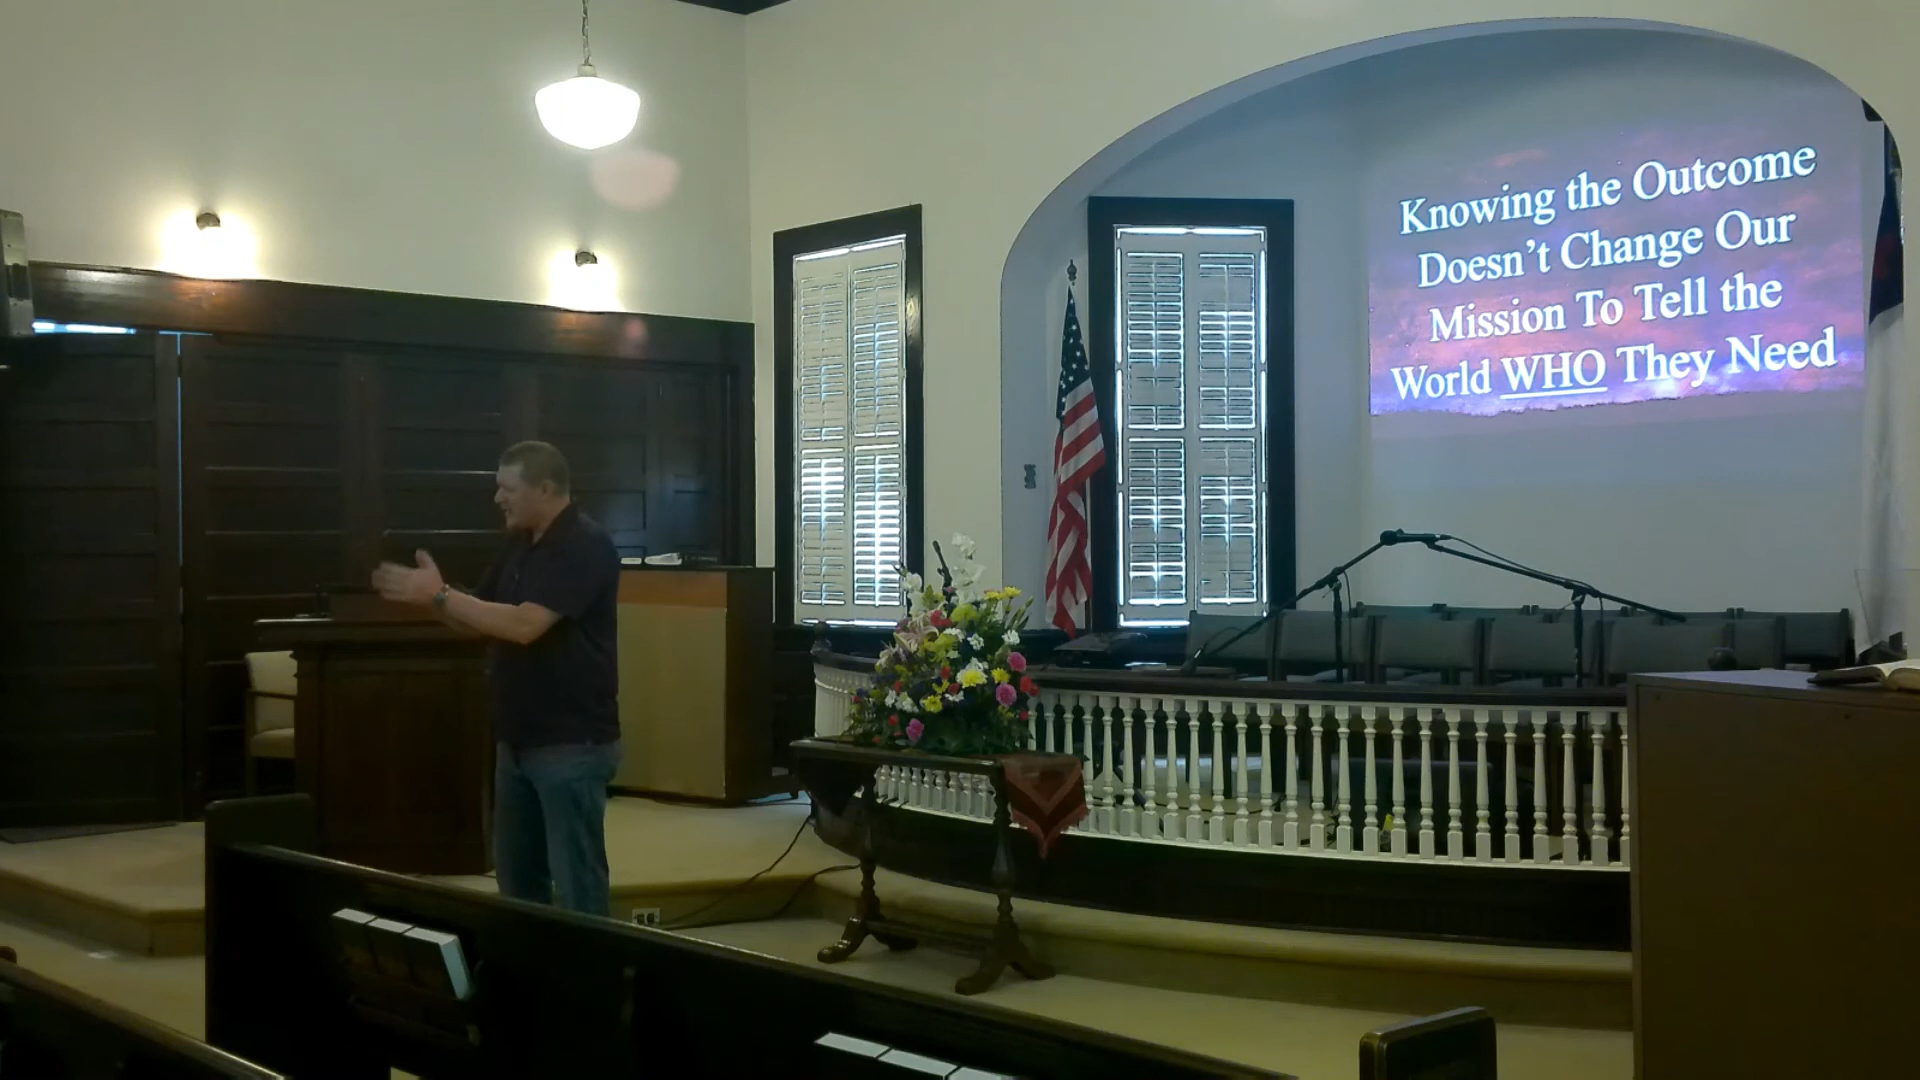 Knowing the Outcome
Doesn't Change Our
Mission To Tell the
World WHO They Need